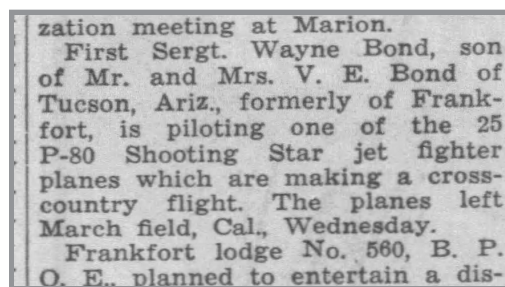 zation meeting at Marion.
First Sergt. Wayne Bond, son
of Mr. and Mrs. V. E. Bond of
Tucson, Ariz., formerly of Frank-
fort, is piloting one of the 25
P-80 Shooting Star jet fighter
planes which are making a cross-
country flight. The planes left
March field, Cal., Wednesday.
Frankfort lodge No. 560, B. P.
O. E., planned to entertain a dis-